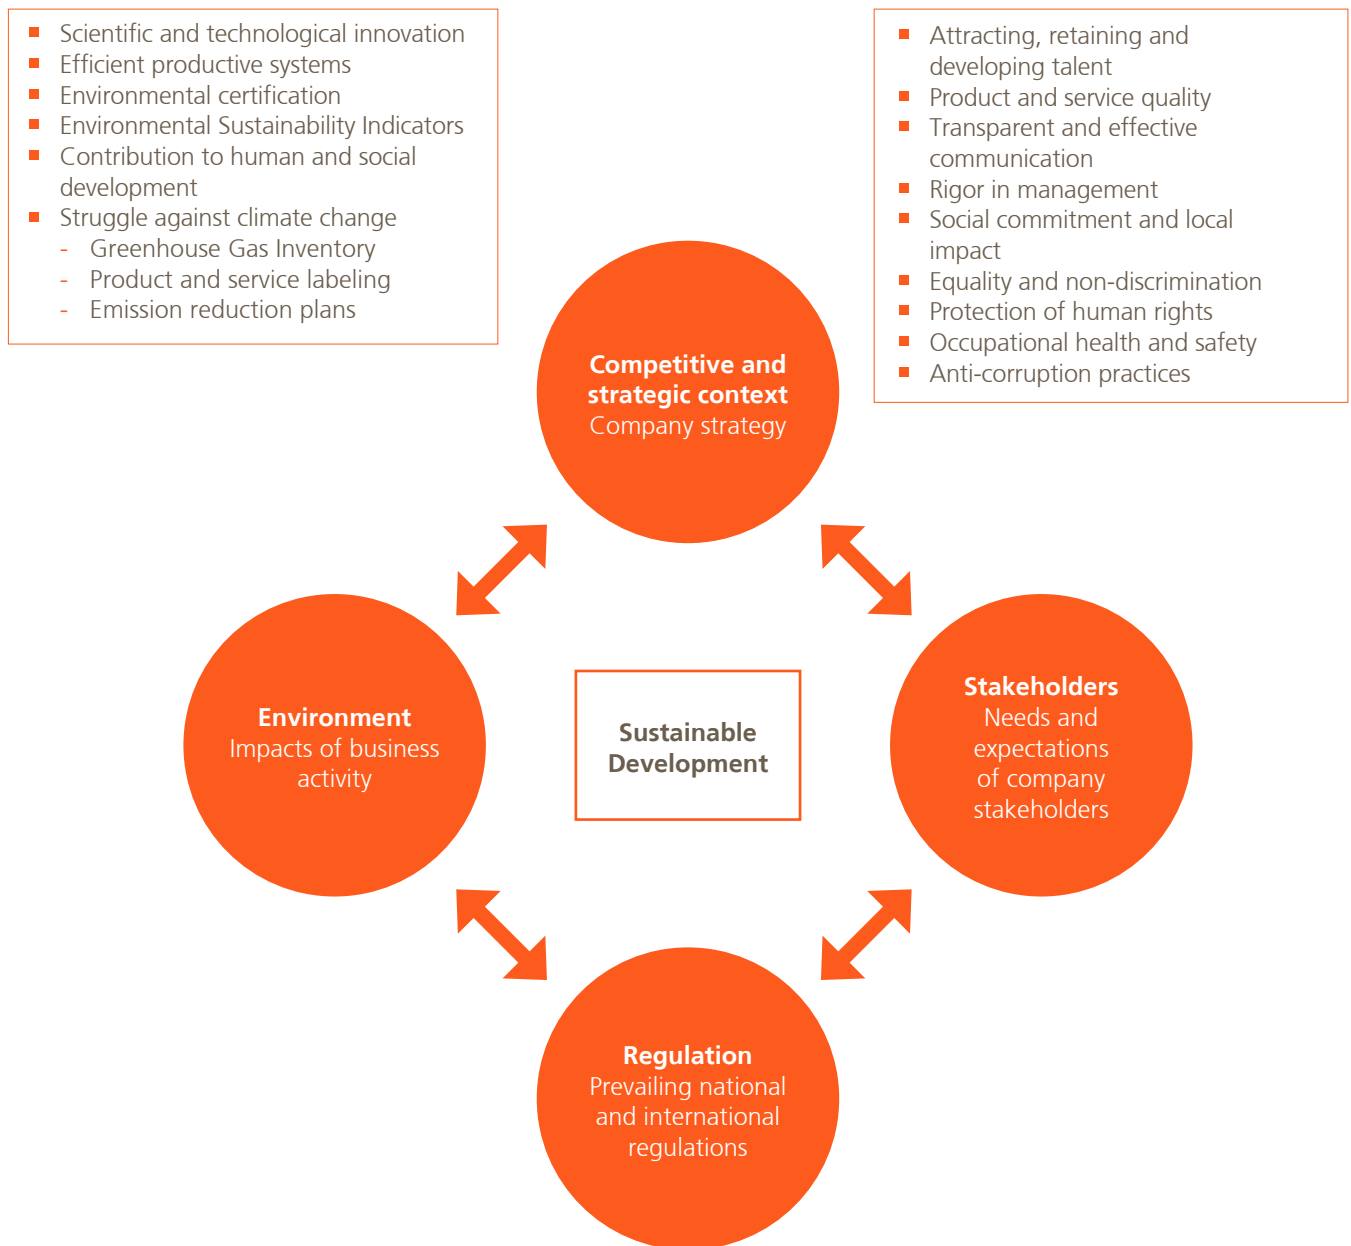 ■ Scientific and technological innovation
■ Efficient productive systems
■ Environmental certification
■ Environmental Sustainability Indicators
■ Contribution to human and social
development
■ Struggle against climate change
- Greenhouse Gas Inventory
- Product and service labeling
- Emission reduction plans
■ Attracting, retaining and
developing talent
■ Product and service quality
■ Transparent and effective
communication
■ Rigor in management
■ Social commitment and local
impact
■ Equality and non-discrimination
■ Protection of human rights
■ Occupational health and safety
■ Anti-corruption practices
Competitive and
strategic context
Company strategy
Environment
Impacts of business
activity
Sustainable
Development
Stakeholders
Needs and
expectations
of company
stakeholders
Regulation
Prevailing national
and international
regulations